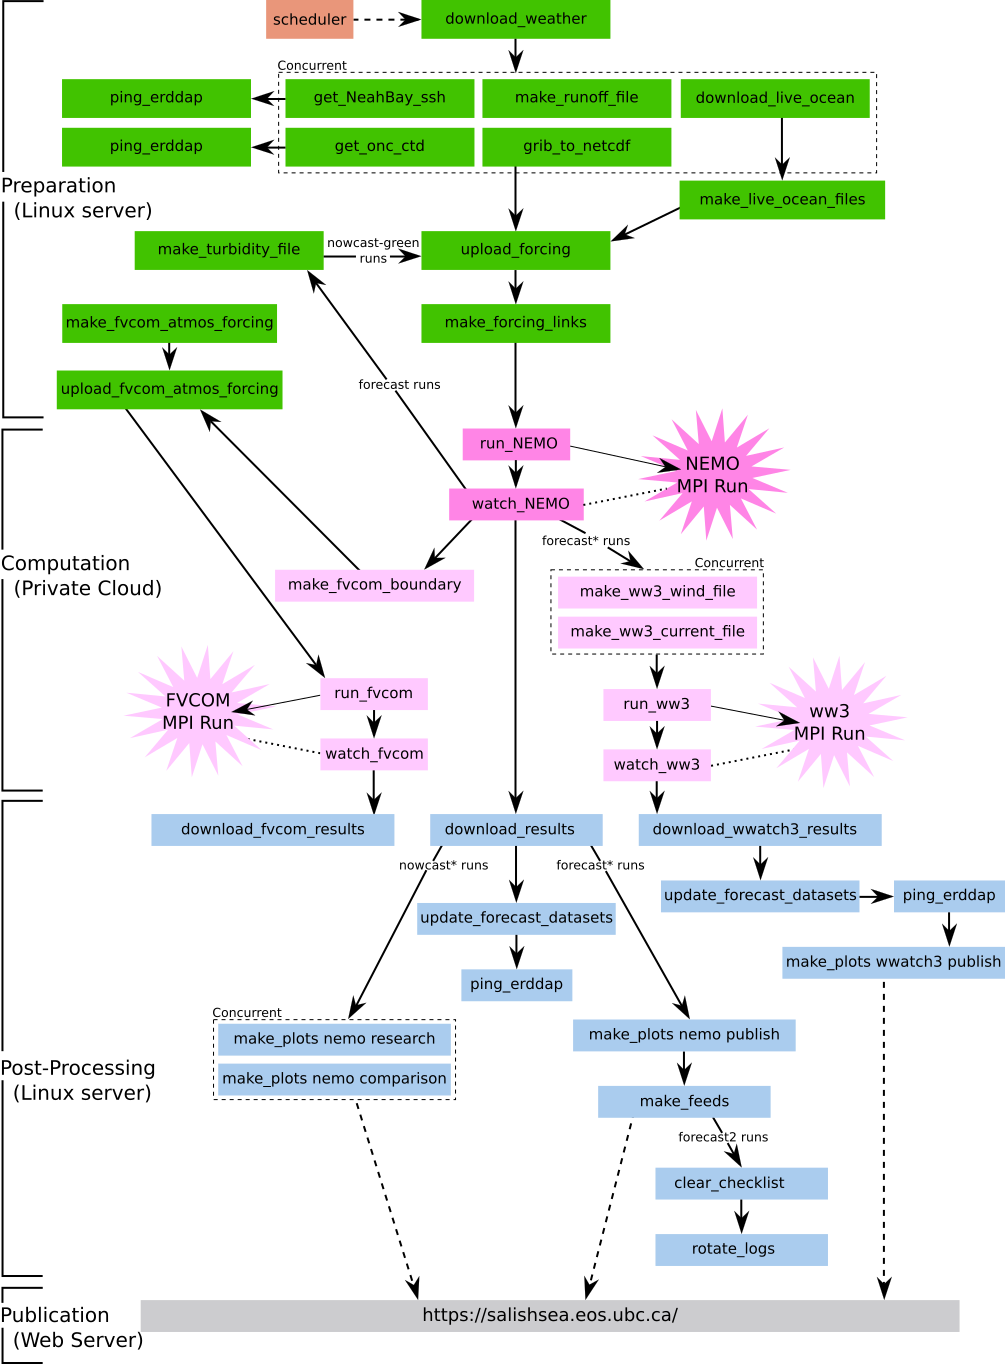 scheduler
download_weather
Concurrent
ping_erddap
get_NeahBay_ssh
make_runoff_file
download_live_ocean
ping_erddap
get_onc_ctd
grib_to_netcdf
Preparation
(Linux server)
make_live_ocean_files
make_turbidity_file
nowcast-green
runs
upload_forcing
make_fvcom_atmos_forcing
make_forcing_links
upload_fvcom_atmos_forcing
forecast runs
run_NEMO
NEMO
MPI Run
watch_NEMO
forecast* runs
Computation
(Private Cloud)
Concurrent
make_fvcom_boundary
make_ww3_wind_file
make_ww3_current_file
FVCOM
MPI Run
run_fvcom
run_ww3
ww3
MPI Run
watch_fvcom
watch_ww3
download_fvcom_results
download_results
download_wwatch3_results
nowcast* runs
forecast* runs
update_forecast_datasets
ping_erddap
update_forecast_datasets
make_plots wwatch3 publish
ping_erddap
Concurrent
make_plots nemo research
make_plots nemo publish
Post-Processing
(Linux server)
make_plots nemo comparison
make_feeds
forecast2 runs
clear_checklist
rotate_logs
Publication
(Web Server)
https://salishsea.eos.ubc.ca/